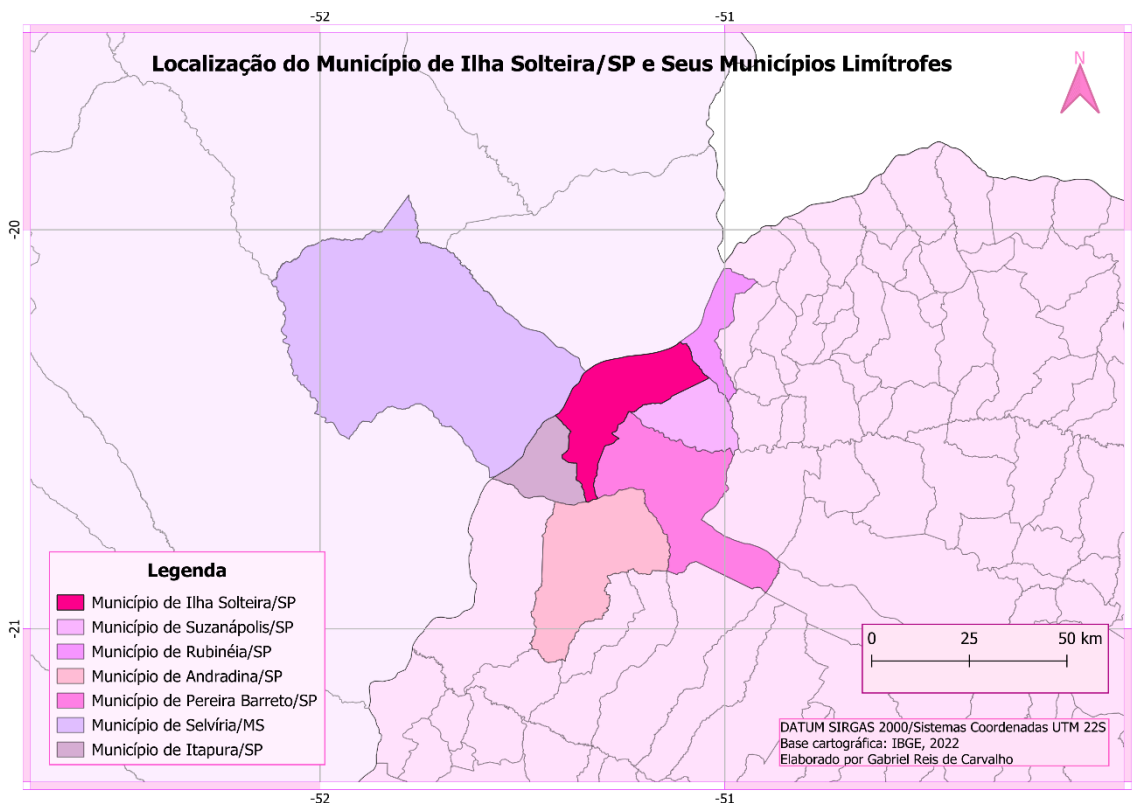 -52
-51
Localização do Município de Ilha Solteira/SP e Seus Municípios Limítrofes
N
-20
-21
Legenda
Município de Ilha Solteira/SP
Município de Suzanápolis/SP
Município de Rubinéia/SP
Município de Andradina/SP
Município de Pereira Barreto/SP
Município de Selvíria/MS
Município de Itapura/SP
0 25 50 km
DATUM SIRGAS 2000/Sistemas Coordenadas UTM 22S
Base cartográfica: IBGE, 2022
Elaborado por Gabriel Reis de Carvalho
-52
-51